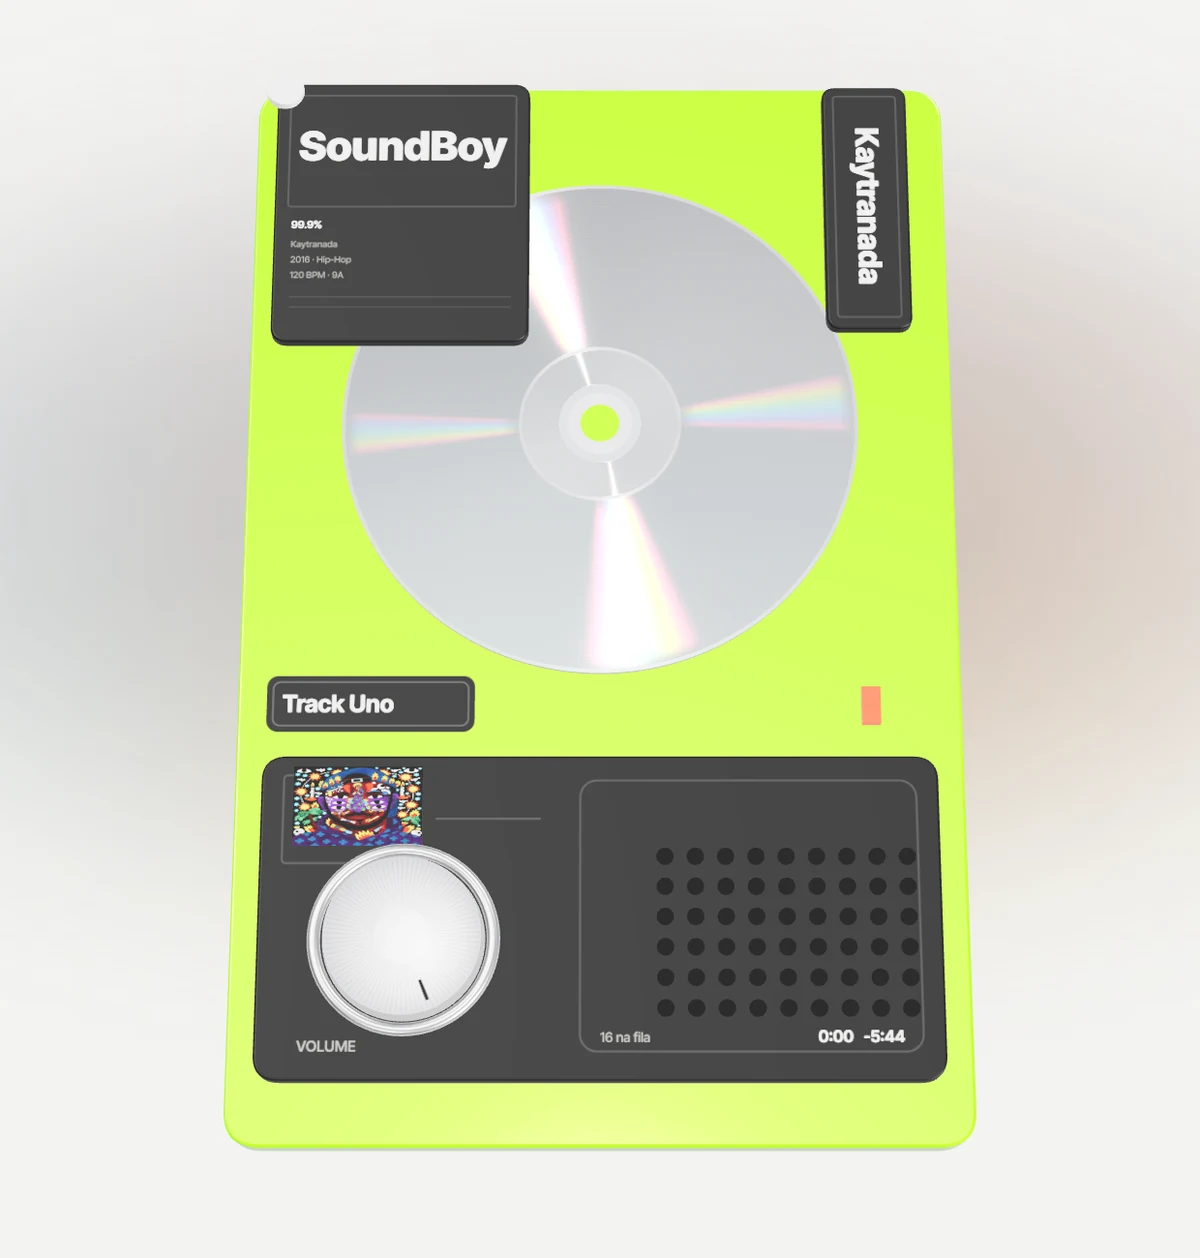 SoundBoy
99.9%
Kaytranada
2016 · Hip-Hop
120 BPM · 9A
Kaytranada
Track Uno
VOLUME
16 na fila
0:00 -5:44